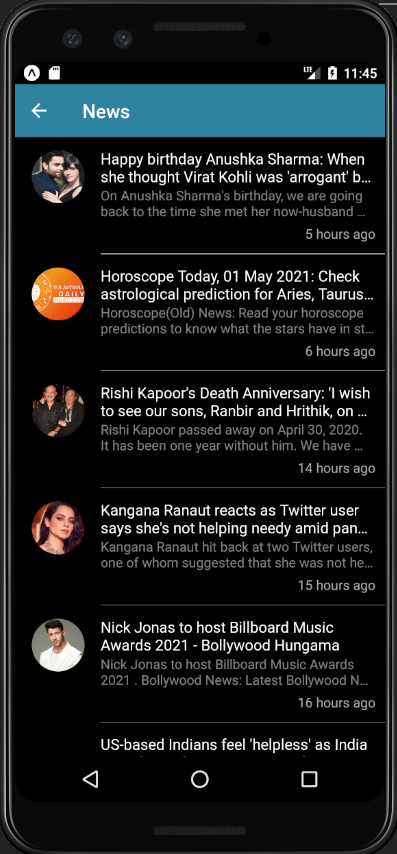 LTE 11:45
News
Happy birthday Anushka Sharma: When
she thought Virat Kohli was 'arrogant' b...
On Anushka Sharma's birthday, we are going
back to the time she met her now-husband ...
5 hours ago
Horoscope Today, 01 May 2021: Check
astrological prediction for Aries, Taurus...
Horoscope(Old) News: Read your horoscope
predictions to know what the stars have in st...
6 hours ago
Rishi Kapoor's Death Anniversary: 'I wish
to see our sons, Ranbir and Hrithik, on ...
Rishi Kapoor passed away on April 30, 2020.
It has been one year without him. We have ...
14 hours ago
Kangana Ranaut reacts as Twitter user
says she's not helping needy amid pan...
Kangana Ranaut hit back at two Twitter users,
one of whom suggested that she was not he...
15 hours ago
Nick Jonas to host Billboard Music
Awards 2021 - Bollywood Hungama
Nick Jonas to host Billboard Music Awards
2021 . Bollywood News: Latest Bollywood N...
16 hours ago
US-based Indians feel 'helpless' as India